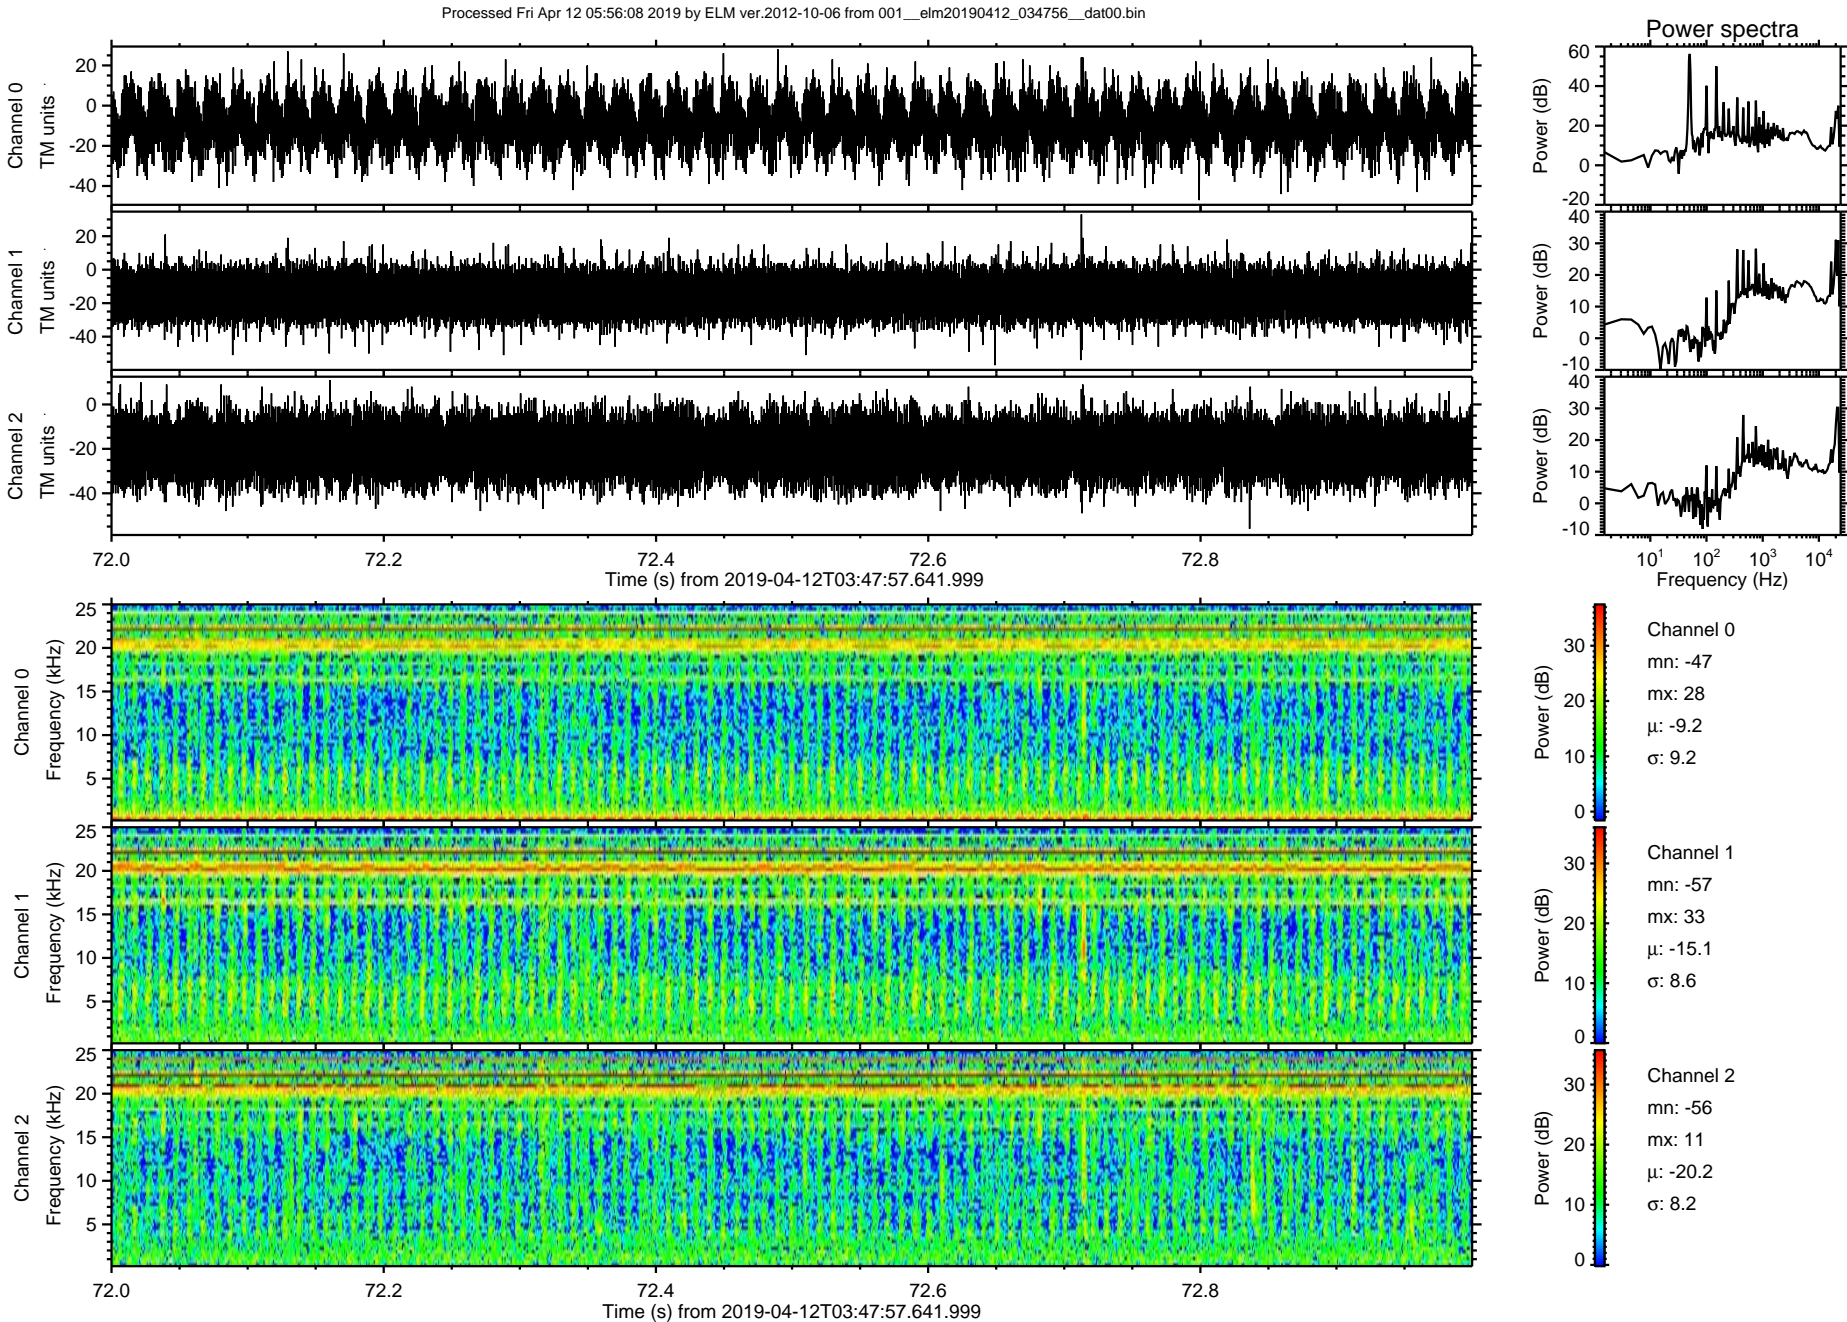 Processed Fri Apr 12 05:56:08 2019 by ELM ver.2012-10-06 from 001__elm20190412_034756__dat00.bin
Power spectra
Channel 0
TM units
20
0
-20
-40
Power (dB)
60
40
20
0
-20
Channel 1
TM units
20
0
-20
-40
Power (dB)
40
30
20
10
0
-10
Channel 2
TM units
0
-20
-40
Power (dB)
40
30
20
10
0
-10
72.0 72.2 72.4 72.6 72.8
Time (s) from 2019-04-12T03:47:57.641.999
10^1 10^2 10^3 10^4
Frequency (Hz)
Channel 0
Frequency (kHz)
25
20
15
10
5
Power (dB)
30
20
10
0
Channel 0
mn: -47
mx: 28
μ: -9.2
σ: 9.2
Channel 1
Frequency (kHz)
25
20
15
10
5
Power (dB)
30
20
10
0
Channel 1
mn: -57
mx: 33
μ: -15.1
σ: 8.6
Channel 2
Frequency (kHz)
25
20
15
10
5
Power (dB)
30
20
10
0
Channel 2
mn: -56
mx: 11
μ: -20.2
σ: 8.2
72.0 72.2 72.4 72.6 72.8
Time (s) from 2019-04-12T03:47:57.641.999